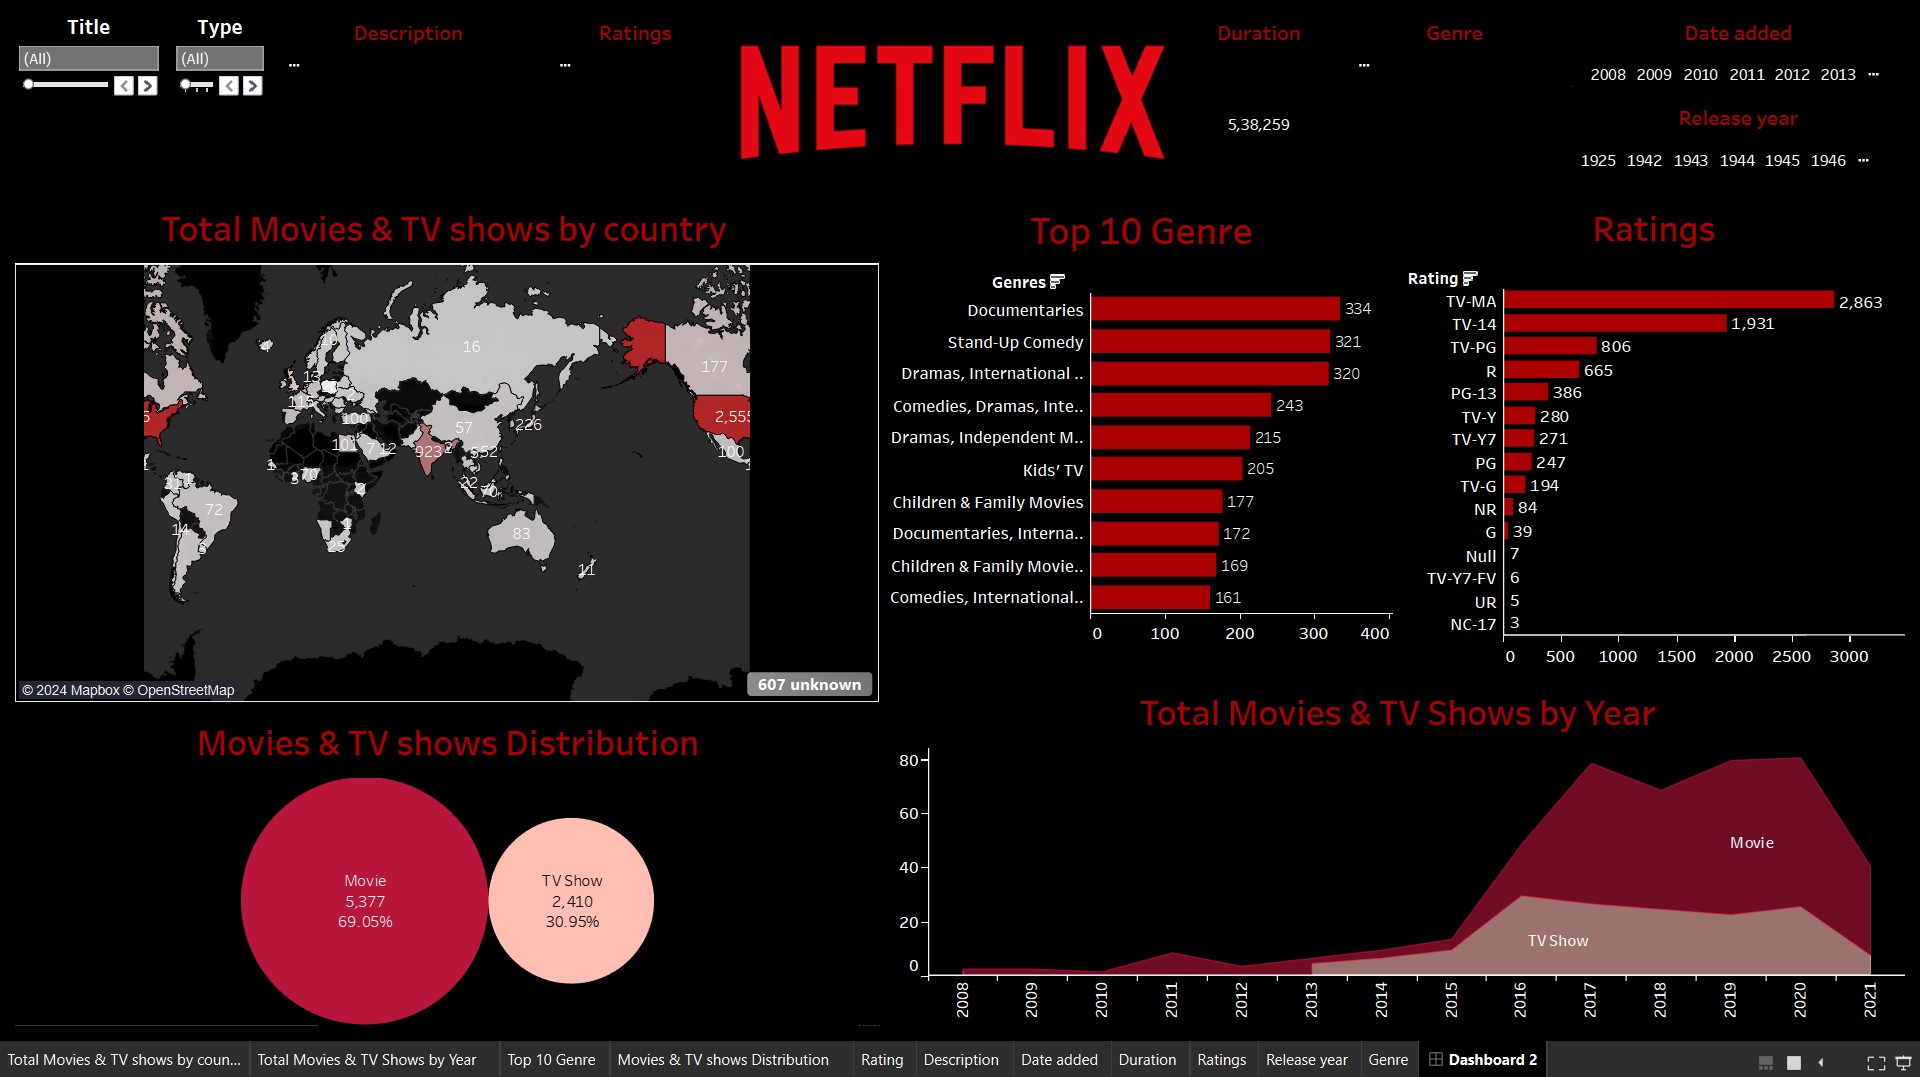 Title
(All)
Type
(All)
Description
...
Ratings
...
NETFLIX
Duration
...
5,38,259
Genre
Date added
2008 2009 2010 2011 2012 2013 ...
Release year
1925 1942 1943 1944 1945 1946 ...
Total Movies & TV shows by country
16
177
2,555
57
100
226
923
2
552
7
12
1
70
22
70
72
14
83
25
11
100
© 2024 Mapbox © OpenStreetMap
607 unknown
Top 10 Genre
Genres
Documentaries 334
Stand-Up Comedy 321
Dramas, International .. 320
Comedies, Dramas, Inte.. 243
Dramas, Independent M.. 215
Kids’ TV 205
Children & Family Movies 177
Documentaries, Interna.. 172
Children & Family Movie.. 169
Comedies, International.. 161
0 100 200 300 400
Ratings
Rating
TV-MA 2,863
TV-14 1,931
TV-PG 806
R 665
PG-13 386
TV-Y 280
TV-Y7 271
PG 247
TV-G 194
NR 84
G 39
Null 7
TV-Y7-FV 6
UR 5
NC-17 3
0 500 1000 1500 2000 2500 3000
Movies & TV shows Distribution
Movie
5,377
69.05%
TV Show
2,410
30.95%
Total Movies & TV Shows by Year
80
60
40
20
0
Movie
TV Show
2008 2009 2010 2011 2012 2013 2014 2015 2016 2017 2018 2019 2020 2021
Total Movies & TV shows by coun... Total Movies & TV Shows by Year Top 10 Genre Movies & TV shows Distribution Rating Description Date added Duration Ratings Release year Genre Dashboard 2